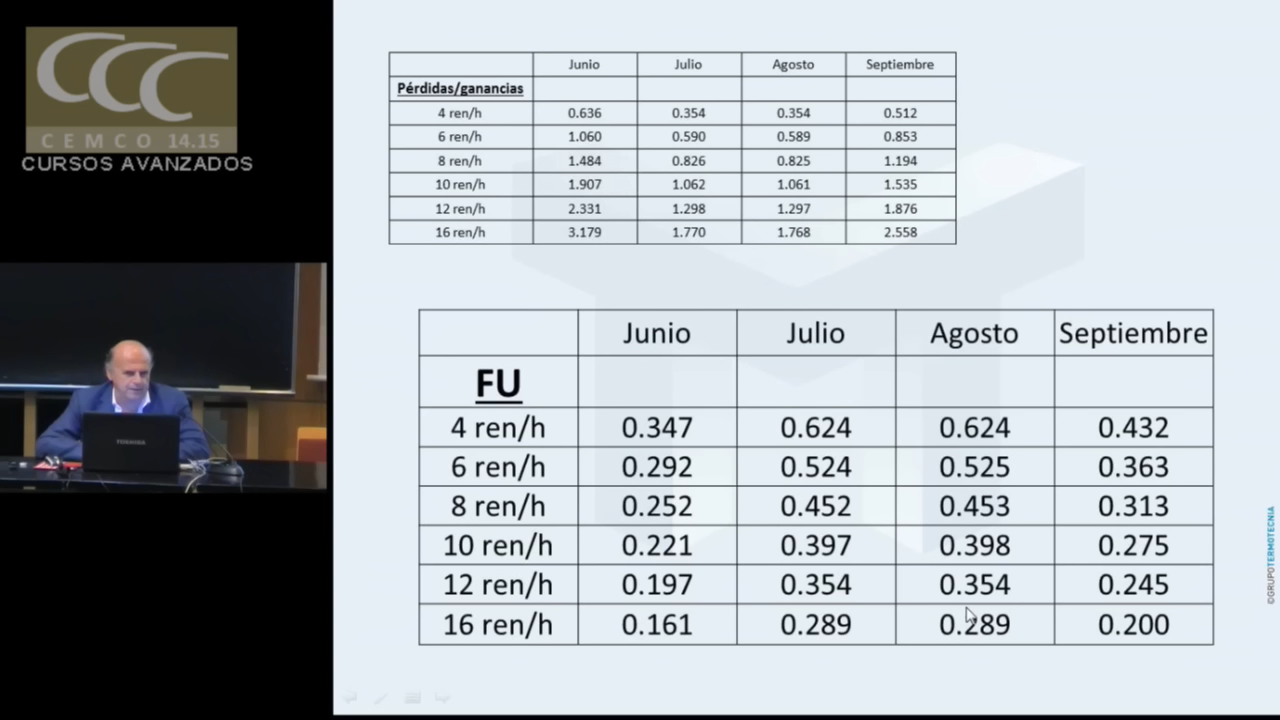 CCC
CEMCO 14.15
CURSOS AVANZADOS
Junio Julio Agosto Septiembre
Pérdidas/ganancias
4 ren/h 0.636 0.354 0.354 0.512
6 ren/h 1.060 0.590 0.589 0.853
8 ren/h 1.484 0.826 0.825 1.194
10 ren/h 1.907 1.062 1.061 1.535
12 ren/h 2.331 1.298 1.297 1.876
16 ren/h 3.179 1.770 1.768 2.558
Junio Julio Agosto Septiembre
FU
4 ren/h 0.347 0.624 0.624 0.432
6 ren/h 0.292 0.524 0.525 0.363
8 ren/h 0.252 0.452 0.453 0.313
10 ren/h 0.221 0.397 0.398 0.275
12 ren/h 0.197 0.354 0.354 0.245
16 ren/h 0.161 0.289 0.289 0.200
TOSHIBA
©GRUPOTERMOTECNIA